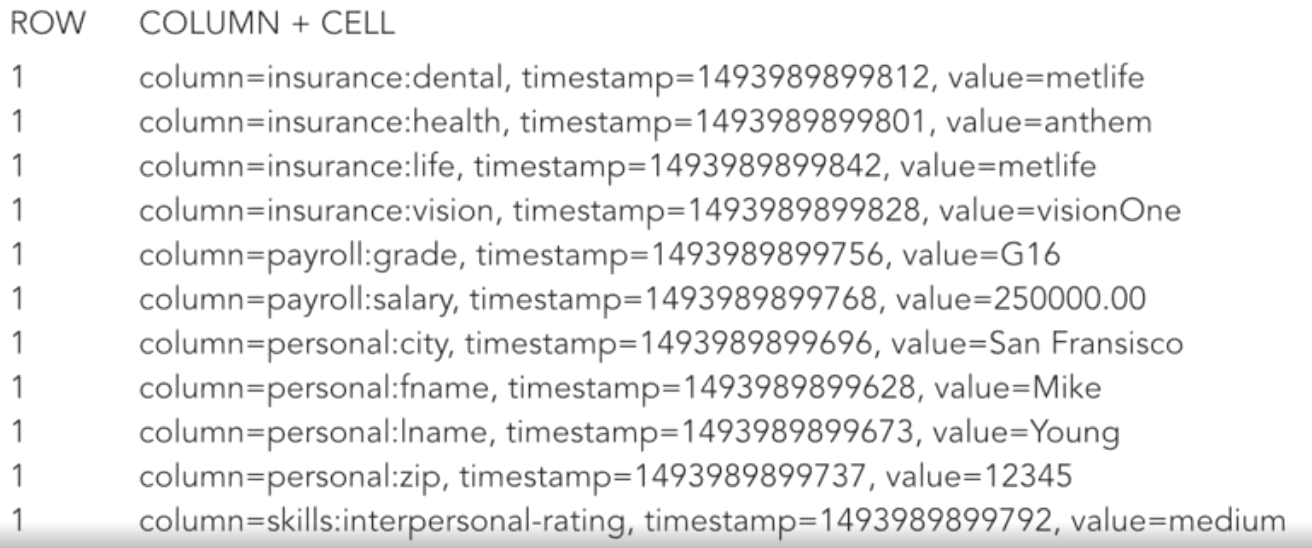 ROW COLUMN + CELL
1 column=insurance:dental, timestamp=1493989899812, value=metlife
1 column=insurance:health, timestamp=1493989899801, value=anthem
1 column=insurance:life, timestamp=1493989899842, value=metlife
1 column=insurance:vision, timestamp=1493989899828, value=visionOne
1 column=payroll:grade, timestamp=1493989899756, value=G16
1 column=payroll:salary, timestamp=1493989899768, value=250000.00
1 column=personal:city, timestamp=1493989899696, value=San Fransisco
1 column=personal:fname, timestamp=1493989899628, value=Mike
1 column=personal:lname, timestamp=1493989899673, value=Young
1 column=personal:zip, timestamp=1493989899737, value=12345
1 column=skills:interpersonal-rating, timestamp=1493989899792, value=medium